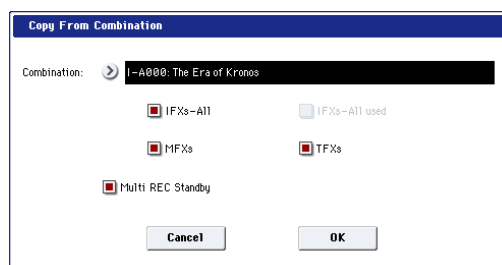 Copy From Combination
Combination: I-A000: The Era of Kronos
IFXs-All IFXs-All used
MFXs TFXs
Multi REC Standby
Cancel OK